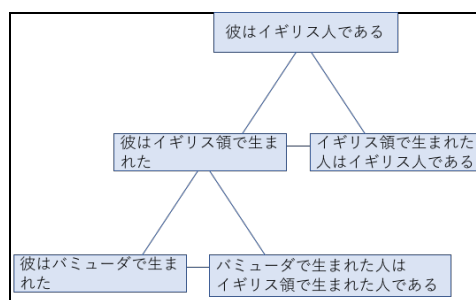 彼はイギリス人である
彼はイギリス領で生ま
れた
イギリス領で生まれた
人はイギリス人である
彼はバミューダで生ま
れた
バミューダで生まれた人は
イギリス領で生まれた人である